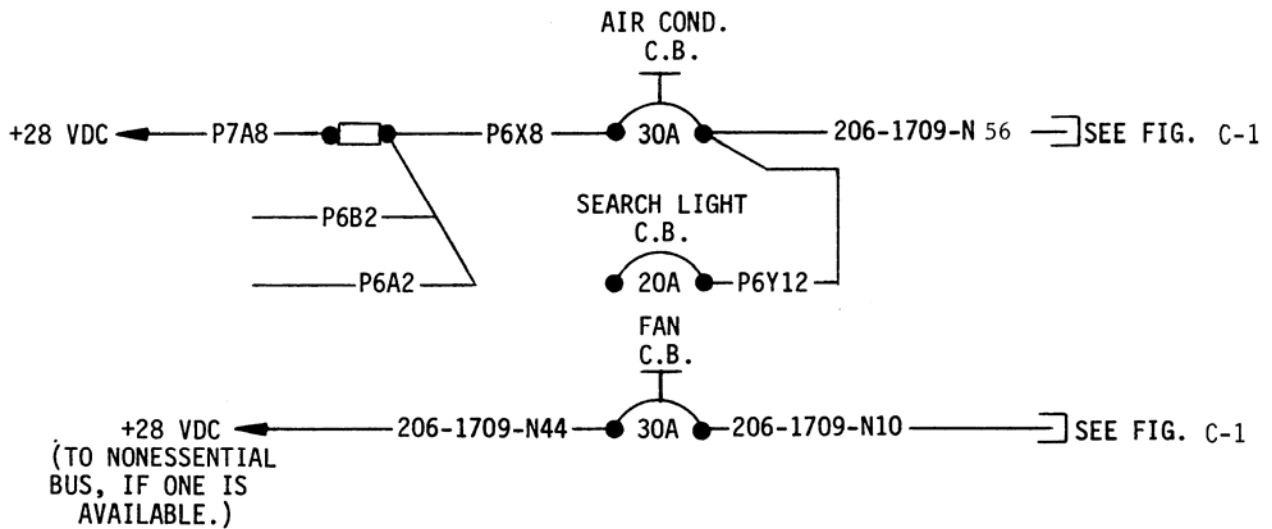 AIR COND.
C.B.
+28 VDC P7A8 P6X8 30A 206-1709-N 56 SEE FIG. C-1
P6B2
SEARCH LIGHT
C.B.
P6A2 20A P6Y12
FAN
C.B.
+28 VDC 206-1709-N44 30A 206-1709-N10 SEE FIG. C-1
(TO NONESSENTIAL
BUS, IF ONE IS
AVAILABLE.)